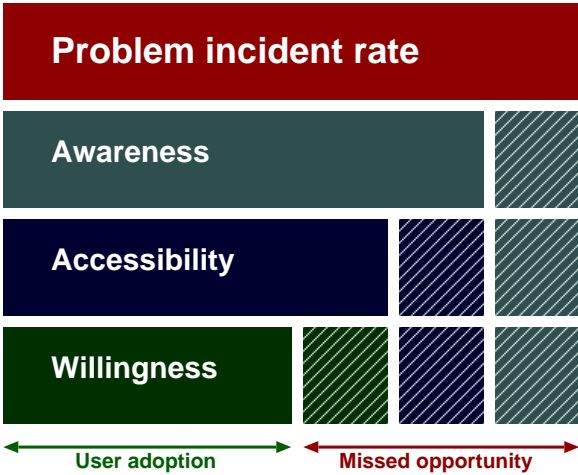 Problem incident rate
Awareness
Accessibility
Willingness
User adoption
Missed opportunity